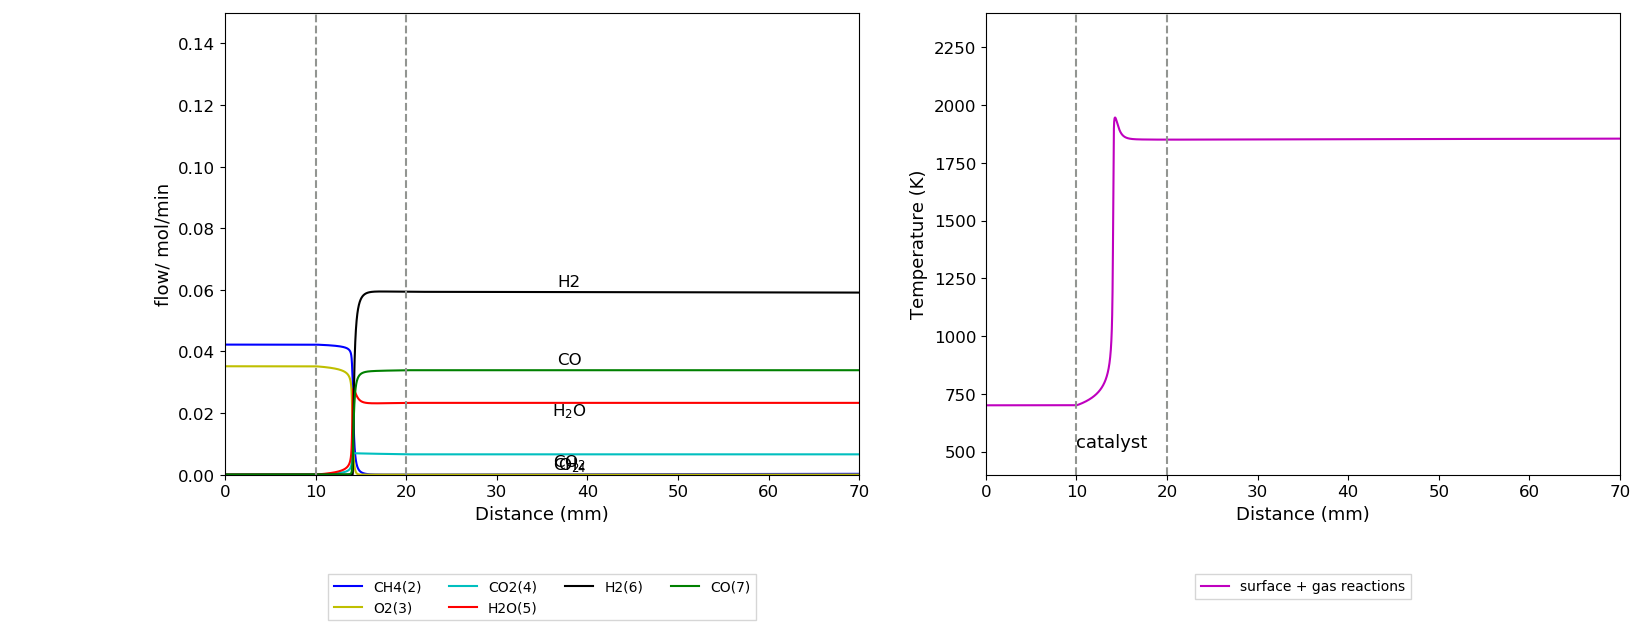 0.14
0.12
0.10
0.08
0.06
0.04
0.02
0.00
flow/ mol/min
H2
CO
H₂O
0 10 20 30 40 50 60 70
Distance (mm)
CH4(2) CO2(4) H2(6) CO(7)
O2(3) H2O(5)
2250
2000
1750
1500
1250
1000
750
500
Temperature (K)
catalyst
0 10 20 30 40 50 60 70
Distance (mm)
surface + gas reactions